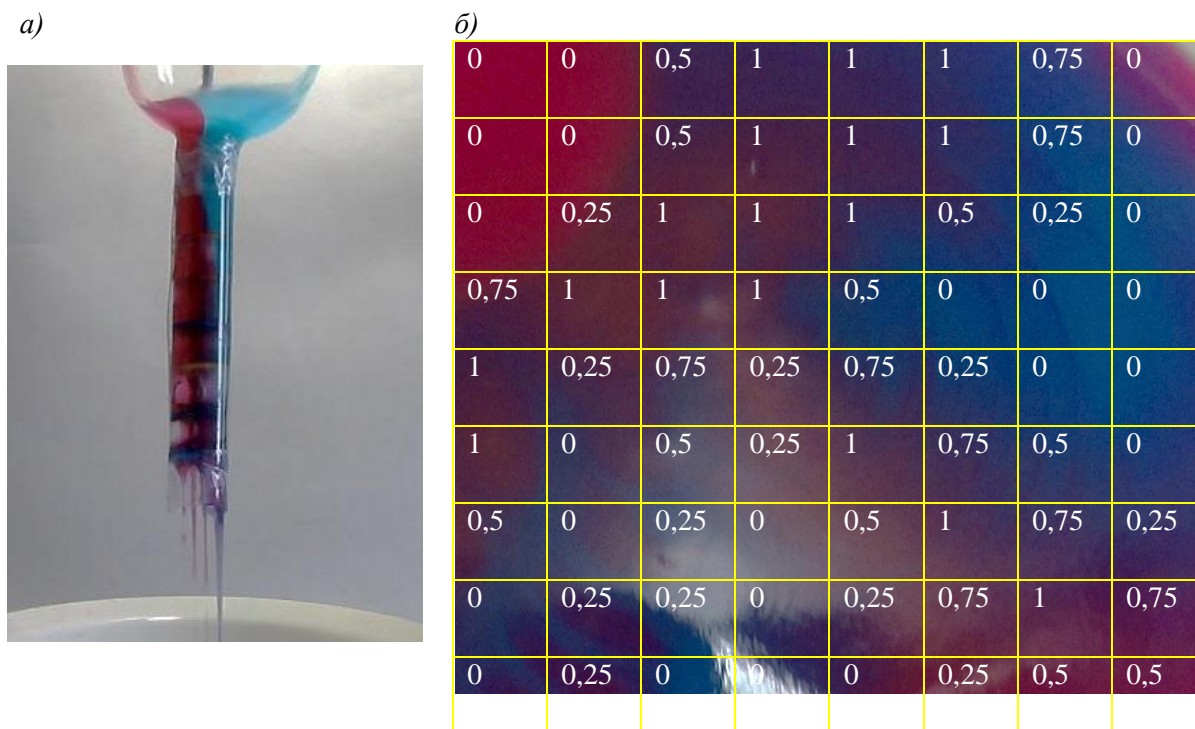 а)
б)
0 0 0,5 1 1 1 0,75 0
0 0 0,5 1 1 1 0,75 0
0 0,25 1 1 1 0,5 0,25 0
0,75 1 1 1 0,5 0 0 0
1 0,25 0,75 0,25 0,75 0,25 0 0
1 0 0,5 0,25 1 0,75 0,5 0
0,5 0 0,25 0 0,5 1 0,75 0,25
0 0,25 0,25 0 0,25 0,75 1 0,75
0 0,25 0 0 0 0,25 0,5 0,5